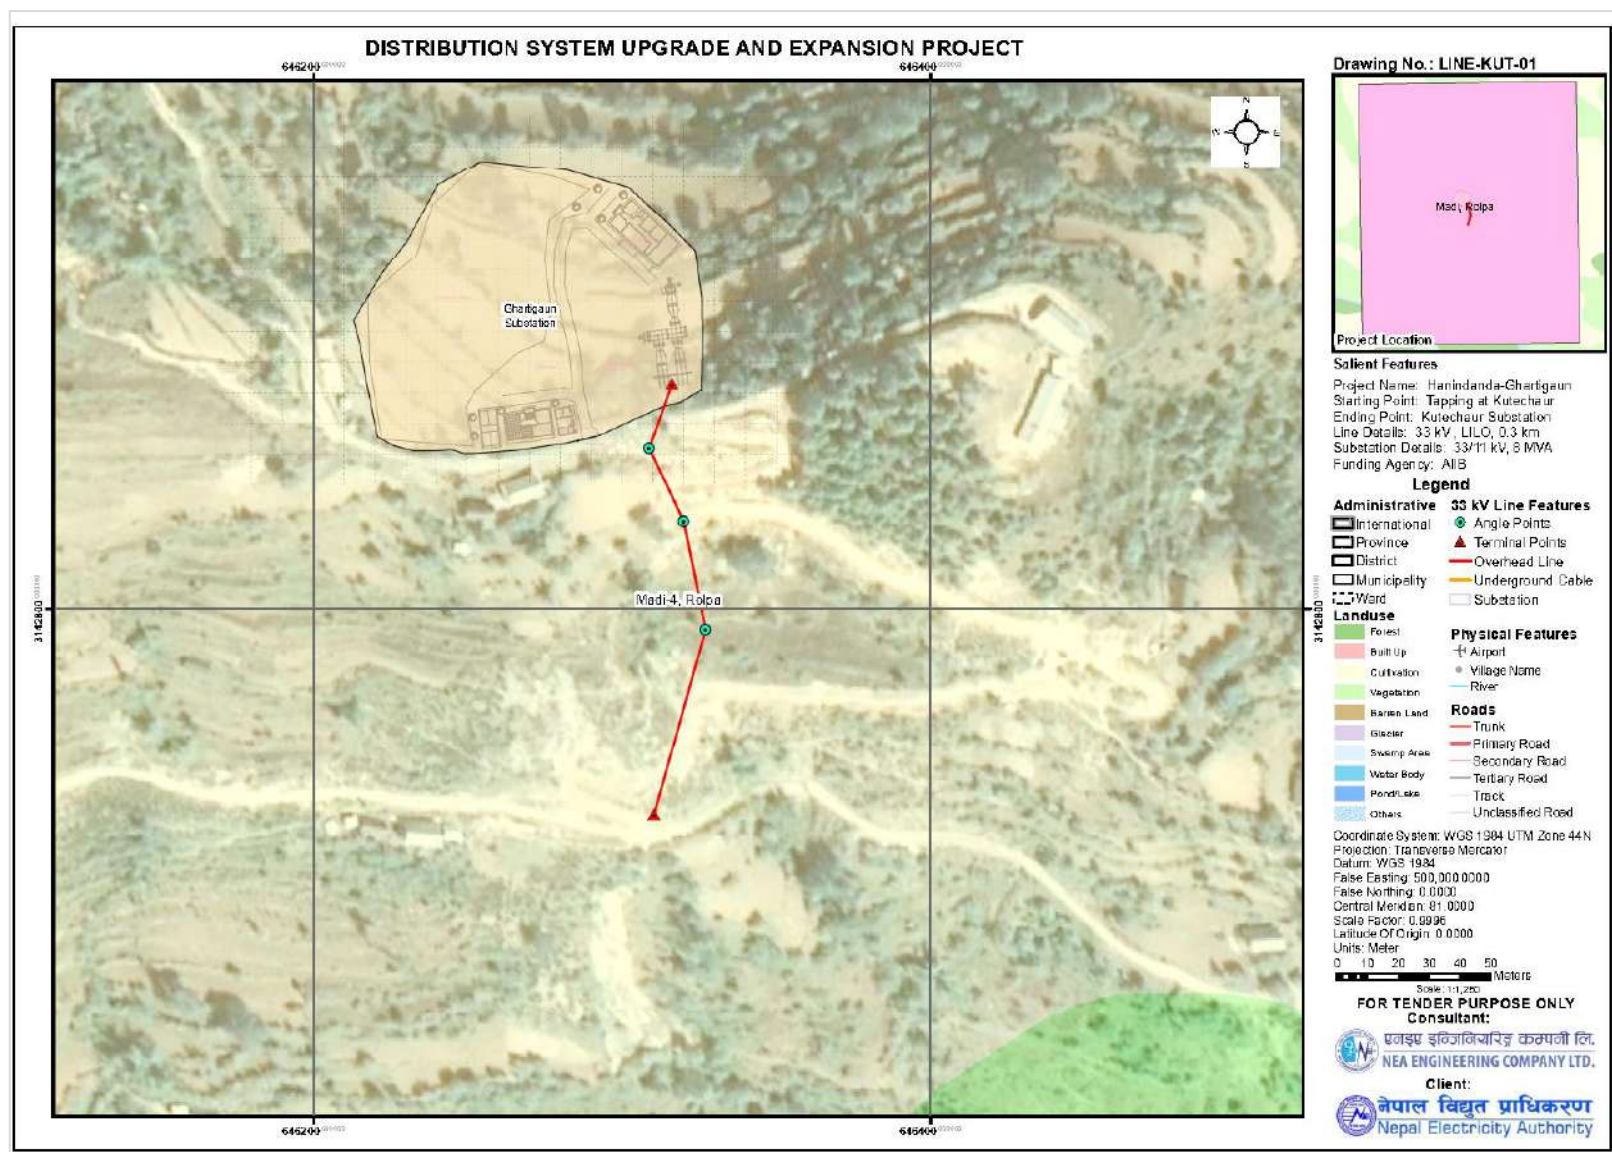 DISTRIBUTION SYSTEM UPGRADE AND EXPANSION PROJECT
646200
646400
Drawing No.: LINE-KUT-01
N
W
E
S
Madi, Rolpa
Project Location
Ghartigaun
Substation
Salient Features
Project Name: Harindanda-Ghartigaun
Starting Point: Tapping at Kutechaur
Ending Point: Kutechaur Substation
Line Details: 33 kV, LILO, 0.3 km
Substation Details: 33/11 kV, 8 MVA
Funding Agency: AIIB
Legend
Administrative
International
Province
District
Municipality
Ward
33 kV Line Features
Angle Points
Terminal Points
Overhead Line
Underground Cable
Substation
Madi-4, Rolpa
3142800
3142800
Landuse
Forest
Built Up
Cultivation
Vegetation
Barren Land
Glacier
Swamp Area
Water Body
Pond/Lake
Others
Physical Features
Airport
Village Name
River
Roads
Trunk
Primary Road
Secondary Road
Tertiary Road
Track
Unclassified Road
Coordinate System: WGS 1984 UTM Zone 44N
Projection: Transverse Mercator
Datum: WGS 1984
False Easting: 500,000.0000
False Northing: 0.0000
Central Meridian: 81.0000
Scale Factor: 0.9996
Latitude Of Origin: 0.0000
Units: Meter
0 10 20 30 40 50
Meters
Scale: 1:1,250
FOR TENDER PURPOSE ONLY
Consultant:
एनइए इन्जिनियरिङ्ग कम्पनी लि.
NEA ENGINEERING COMPANY LTD.
Client:
नेपाल विद्युत प्राधिकरण
Nepal Electricity Authority
646200
646400